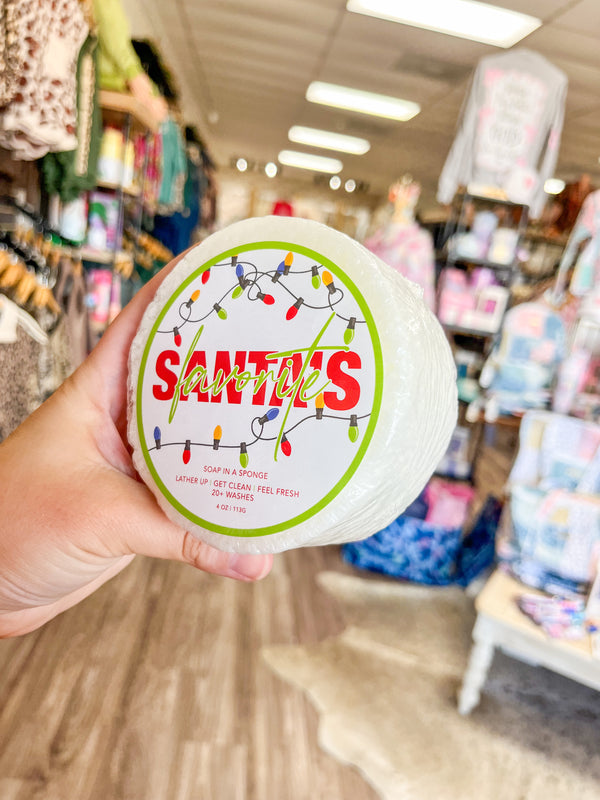 SANTA'S
favorite
SOAP IN A SPONGE
LATHER UP | GET CLEAN | FEEL FRESH
20+ WASHES
4 OZ | 113G